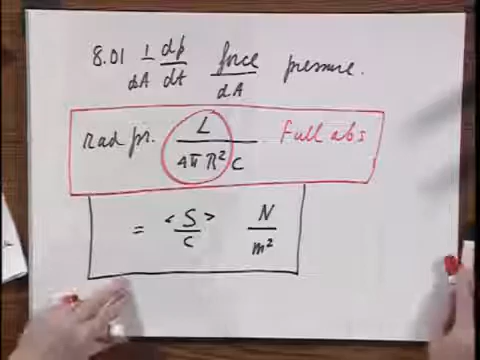 8.01 1/dA dp/dt force/dA pressure.
rad pr. L/4πR²c Full abs
= <S>/c N/m²